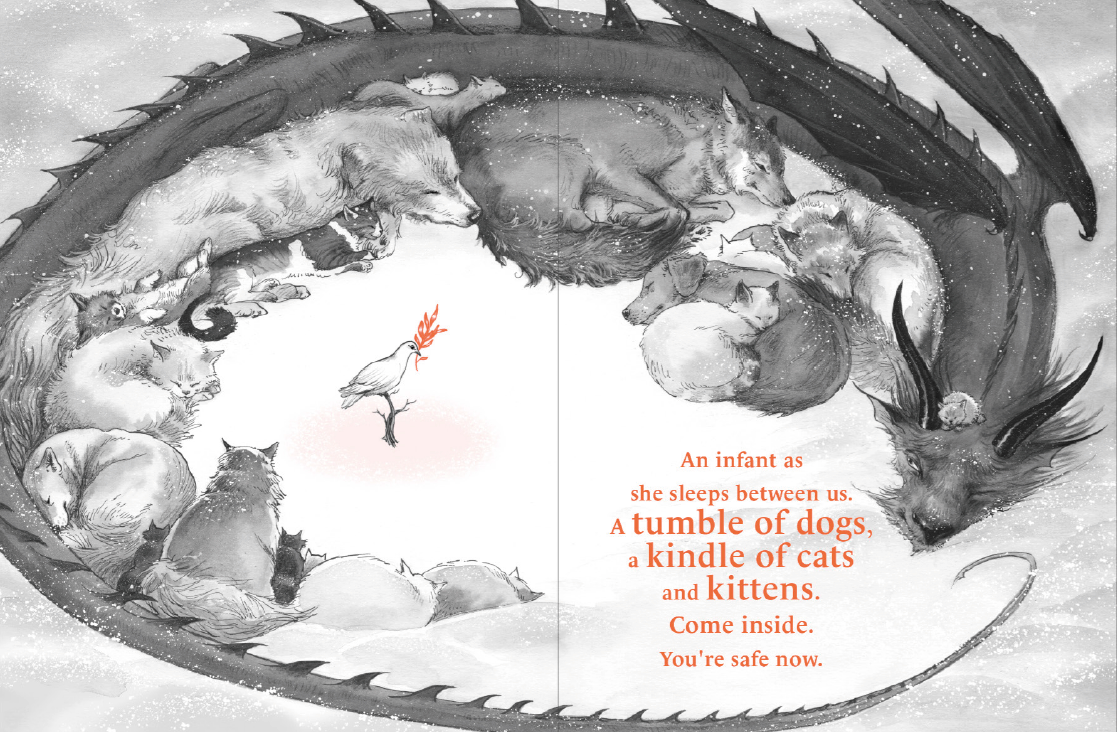 An infant as
she sleeps between us.
A tumble of dogs,
a kindle of cats
and kittens.
Come inside.
You're safe now.